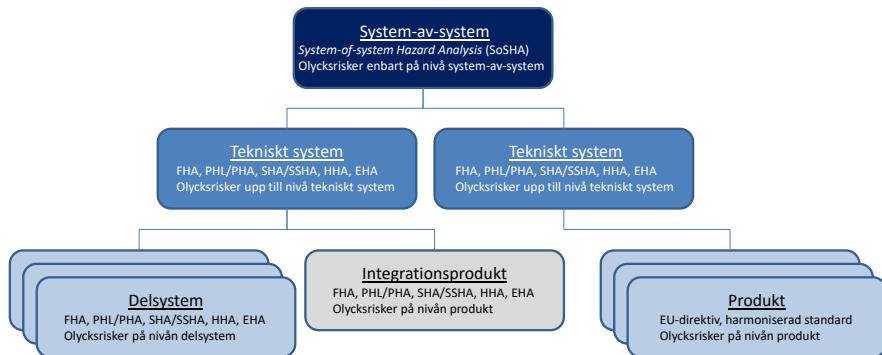 System-av-system
System-of-system Hazard Analysis (SoSHA)
Olycksrisker enbart på nivå system-av-system
Tekniskt system
FHA, PHL/PHA, SHA/SSHA, HHA, EHA
Olycksrisker upp till nivå tekniskt system
Tekniskt system
FHA, PHL/PHA, SHA/SSHA, HHA, EHA
Olycksrisker upp till nivå tekniskt system
Delsystem
FHA, PHL/PHA, SHA/SSHA, HHA, EHA
Olycksrisker på nivån delsystem
Integrationsprodukt
FHA, PHL/PHA, SHA/SSHA, HHA, EHA
Olycksrisker på nivån produkt
Produkt
EU-direktiv, harmoniserad standard
Olycksrisker på nivån produkt